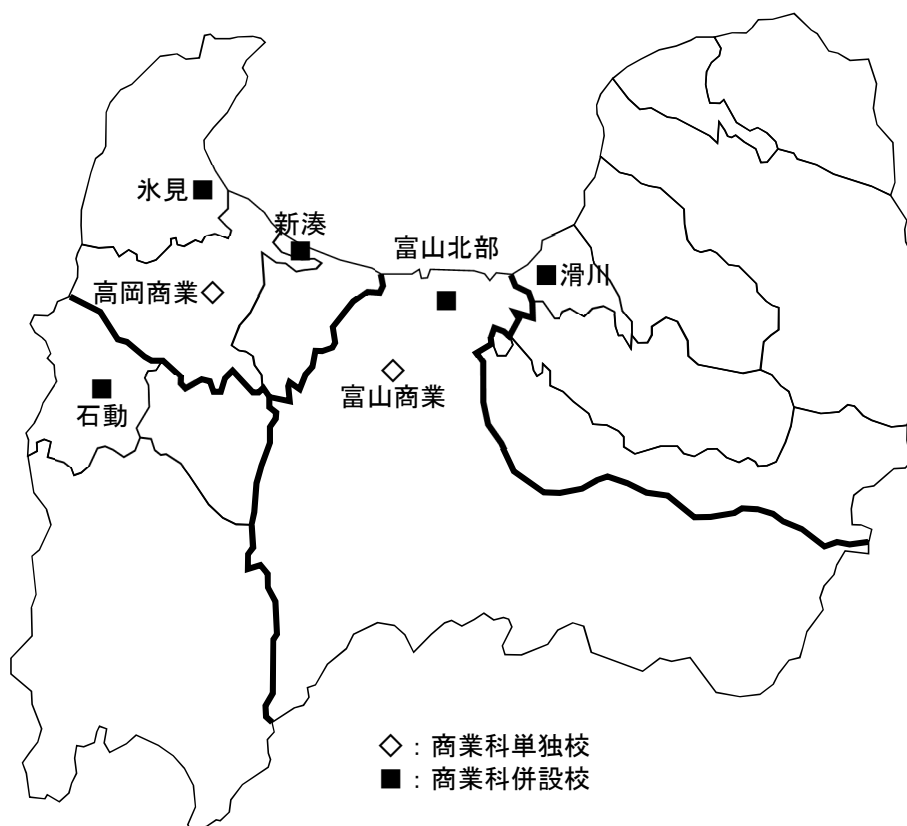 氷見
新湊
富山北部
滑川
高岡商業
富山商業
石動
◇：商業科単独校
■：商業科併設校